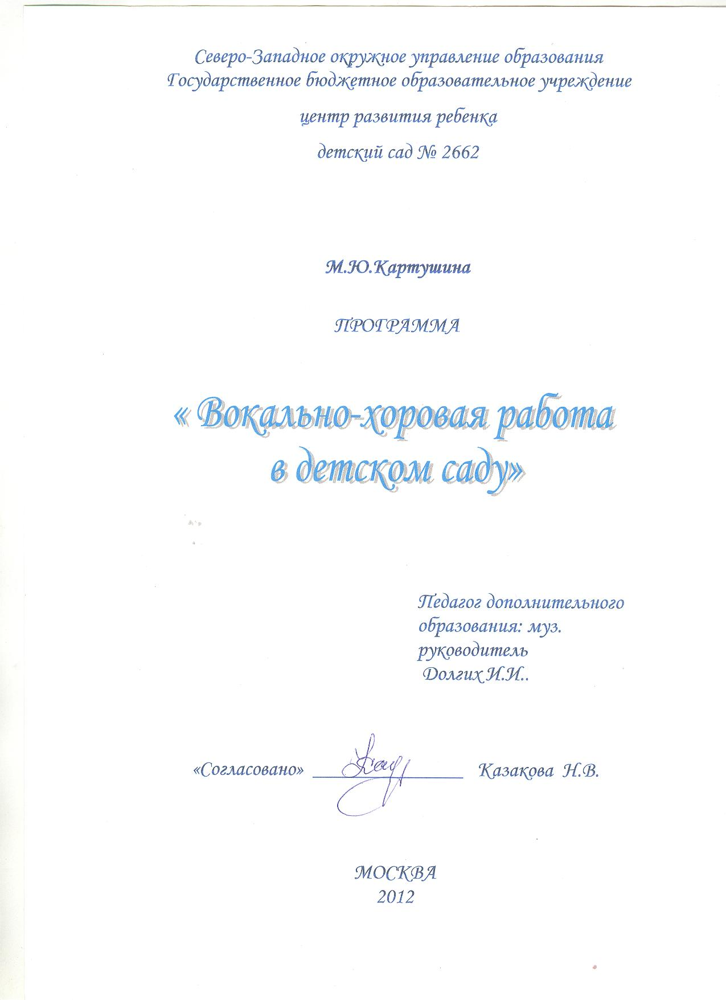 Северо-Западное окружное управление образования
Государственное бюджетное образовательное учреждение
центр развития ребенка
детский сад № 2662
М.Ю.Картушина
ПРОГРАММА
« Вокально-хоровая работа
в детском саду»
Педагог дополнительного
образования: муз.
руководитель
Долгих И.И..
«Согласовано» ________________ Казакова Н.В.
МОСКВА
2012